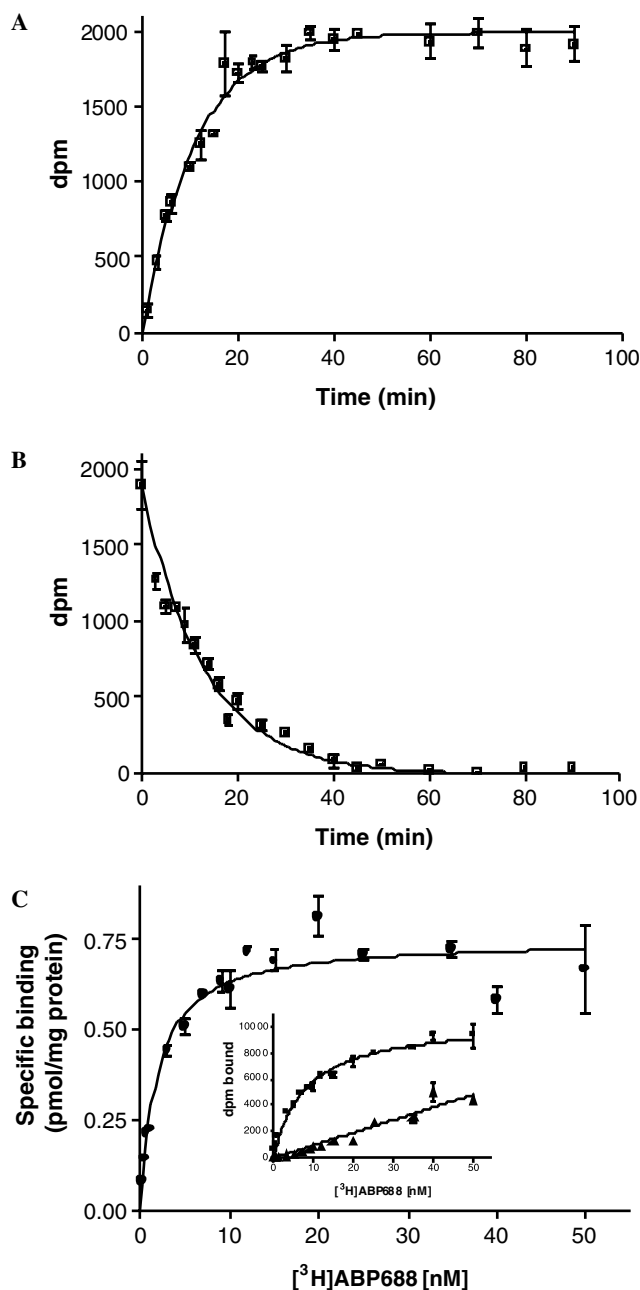 A
2000
1500
1000
500
0
dpm
0 20 40 60 80 100
Time (min)
B
2000
1500
1000
500
0
dpm
0 20 40 60 80 100
Time (min)
C
0.75
0.50
0.25
0.00
Specific binding
(pmol/mg protein)
10000
8000
6000
4000
2000
0
dpm bound
0 10 20 30 40 50
[³H]ABP688 [nM]
0 10 20 30 40 50
[³H]ABP688 [nM]